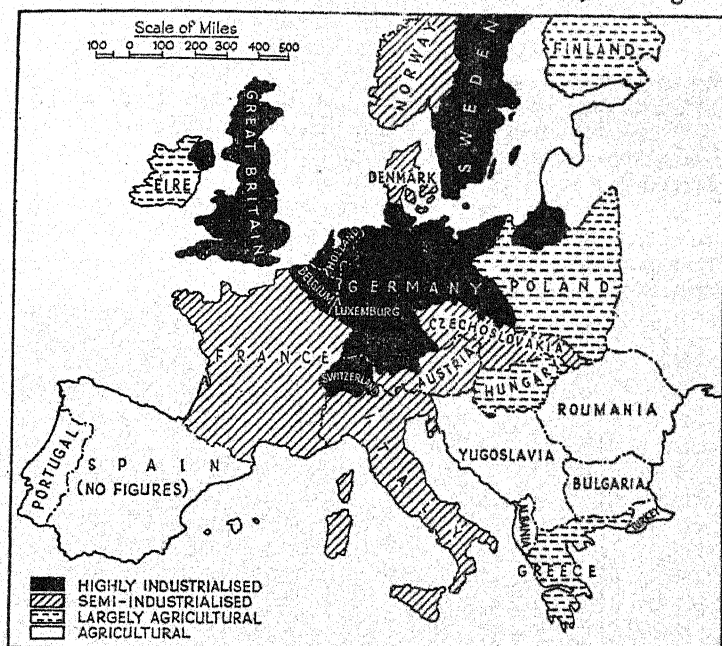 Scale of Miles
100 0 100 200 300 400 500
NORWAY
SWEDEN
FINLAND
GREAT BRITAIN
EIRE
DENMARK
HOLLAND
BELGIUM
GERMANY
POLAND
LUXEMBURG
CZECHOSLOVAKIA
FRANCE
SWITZERLAND
AUSTRIA
HUNGARY
ROUMANIA
YUGOSLAVIA
PORTUGAL
SPAIN
(NO FIGURES)
ITALY
BULGARIA
ALBANIA
TURKEY
GREECE
HIGHLY INDUSTRIALISED
SEMI-INDUSTRIALISED
LARGELY AGRICULTURAL
AGRICULTURAL